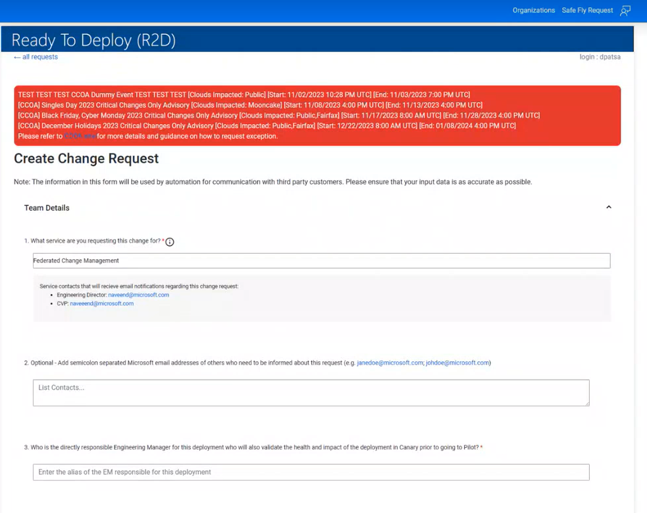 Organizations Safe Fly Request
Ready To Deploy (R2D)
← all requests
login : dpatsa
TEST TEST TEST CCOA Dummy Event TEST TEST TEST [Clouds Impacted: Public] [Start: 11/02/2023 10:28 PM UTC] [End: 11/03/2023 7:00 PM UTC]
[CCOA] Singles Day 2023 Critical Changes Only Advisory [Clouds Impacted: Mooncake] [Start: 11/08/2023 4:00 PM UTC] [End: 11/13/2023 4:00 PM UTC]
[CCOA] Black Friday, Cyber Monday 2023 Critical Changes Only Advisory [Clouds Impacted: Public,Fairfax] [Start: 11/17/2023 8:00 AM UTC] [End: 11/28/2023 4:00 PM UTC]
[CCOA] December Holidays 2023 Critical Changes Only Advisory [Clouds Impacted: Public,Fairfax] [Start: 12/22/2023 8:00 AM UTC] [End: 01/08/2024 4:00 PM UTC]
Please refer to for more details and guidance on how to request exception.
Create Change Request
Note: The information in this form will be used by automation for communication with third party customers. Please ensure that your input data is as accurate as possible.
Team Details
1. What service are you requesting this change for? *
Federated Change Management
Service contacts that will recieve email notifications regarding this change request:
• Engineering Director: naveend@microsoft.com
• CVP: naveeend@microsoft.com
2. Optional - Add semicolon separated Microsoft email addresses of others who need to be informed about this request (e.g. janedoe@microsoft.com; johdoe@microsoft.com)
List Contacts...
3. Who is the directly responsible Engineering Manager for this deployment who will also validate the health and impact of the deployment in Canary prior to going to Pilot? *
Enter the alias of the EM responsible for this deployment